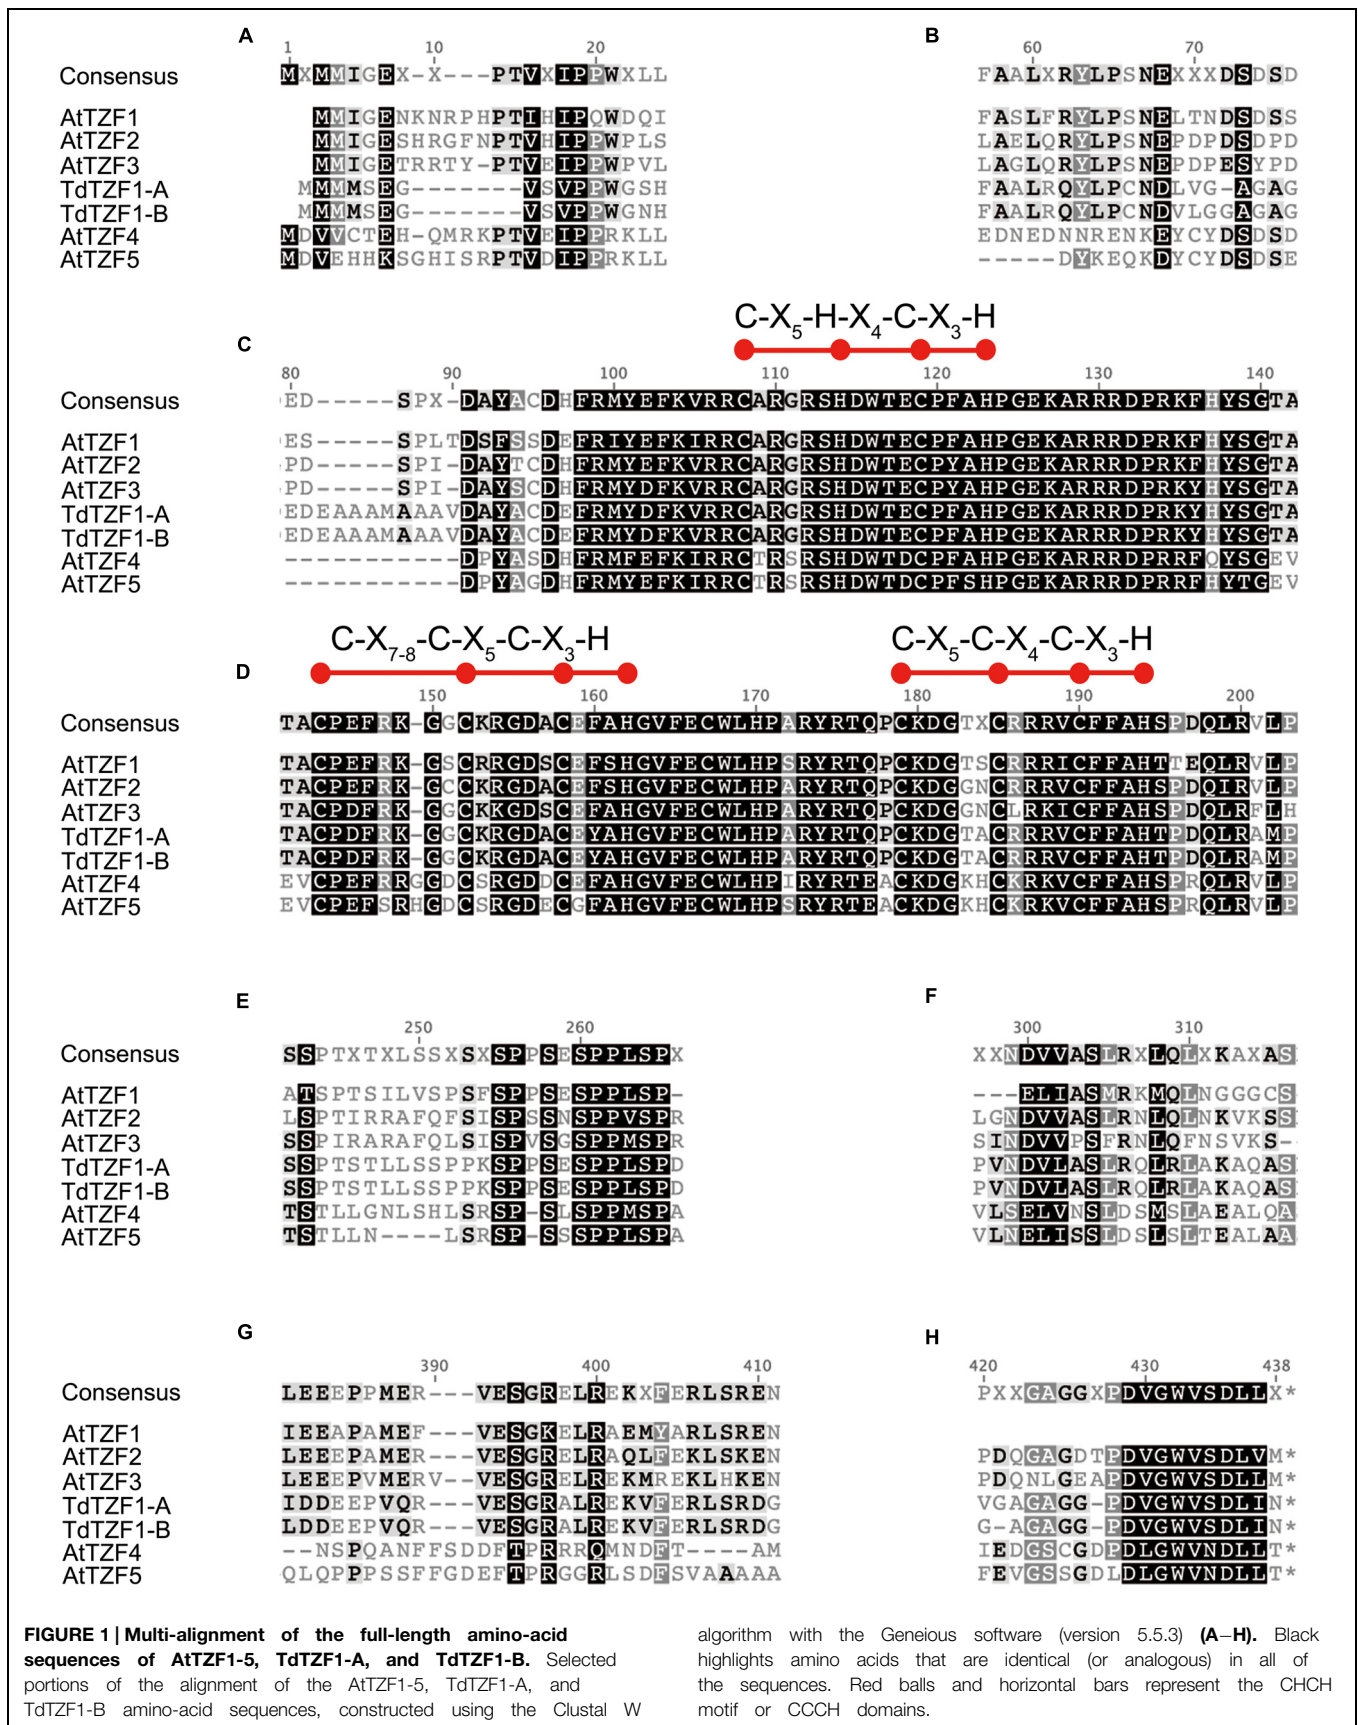 A
1 10 20
Consensus MXMMIGEX-X---PTVXIPPWXLL
AtTZF1 MMIGENKNRPHPTIHIPQWDQI
AtTZF2 MMIGESHRGFNPTVHIPPWPLS
AtTZF3 MMIGETRRTY-PTVEIPPWPVL
TdTZF1-A MMMMSEG-------VSVPPWGSH
TdTZF1-B MMMMSEG-------VSVPPWGNH
AtTZF4 MDVVCTEH-QMRKPTVEIPPRKLL
AtTZF5 MDVEHHKSGHISRPTVDIPPRKLL
B
60 70
FAALXRYLPSNEXXXDSDSD
FASLFRYLPSNELTNDSDSS
LAELQRYLPSNEPDPDSDPD
LAGLQRYLPSNEPDPESYPD
FAALRQYLPCNDLVG-AGAG
FAALRQYLPCNDVLGGAGAG
EDNEDNNRENKEYCYDSDSD
-----DYKEQKDYCYDSDSE
C-X5-H-X4-C-X3-H
C
80 90 100 110 120 130 140
Consensus ED-----SPX-DAYACDHFRMYEFKVRRCARGRSHDWTECPFAHPGEKARRRDPRKFHYSGTA
AtTZF1 ES-----SPLTDSFSSDEFRIYEFKIRRCARGRSHDWTECPFAHPGEKARRRDPRKFHYSGTA
AtTZF2 PD-----SPI-DAYTCDHFRMYEFKVRRCARGRSHDWTECPYAHPGEKARRRDPRKFHYSGTA
AtTZF3 PD-----SPI-DAYSCDHFRMYDFKVRRCARGRSHDWTECPYAHPGEKARRRDPRKYHYSGTA
TdTZF1-A EDEAAAMAAAVDAYACDEFRMYDFKVRRCARGRSHDWTECPFAHPGEKARRRDPRKYHYSGTA
TdTZF1-B EDEAAAMAAAVDAYACDEFRMYDFKVRRCARGRSHDWTECPFAHPGEKARRRDPRKYHYSGTA
AtTZF4 -----------DPYASDHFRMFEFKIRRCTRSRSHDWTDCPFAHPGEKARRRDPRRFQYSGEV
AtTZF5 -----------DPYAGDHFRMYEFKIRRCTRSRSHDWTDCPFSHPGEKARRRDPRRFHYTGEV
C-X7-8-C-X5-C-X3-H C-X5-C-X4-C-X3-H
D
150 160 170 180 190 200
Consensus TACPEFRK-GGCKRGDACEFAHGVFECWLHPARYRTQPCKDGTXCRRRVCFFAHSPDQLRVLP
AtTZF1 TACPEFRK-GSCRRGDSCEFSHGVFECWLHPSRYRTQPCKDGTSCRRRICFFAHTTEQLRVLP
AtTZF2 TACPEFRK-GCCKRGDACEFSHGVFECWLHPARYRTQPCKDGGNCRRRVCFFAHSPDQIRVLP
AtTZF3 TACPDFRK-GGCKKGDSCEFAHGVFECWLHPARYRTQPCKDGGNCLRKICFFAHSPDQLRFLH
TdTZF1-A TACPDFRK-GGCKRGDACEYAHGVFECWLHPARYRTQPCKDGTACRRRVCFFAHTPDQLRAMP
TdTZF1-B TACPDFRK-GGCKRGDACEYAHGVFECWLHPARYRTQPCKDGTACRRRVCFFAHTPDQLRAMP
AtTZF4 EVCPEFRRGGDCSRGDDCEFAHGVFECWLHPIRYRTEACKDGKHCKRKVCFFAHSPRQLRVLP
AtTZF5 EVCPEFSRHGDCSRGDECGFAHGVFECWLHPSRYRTEACKDGKHCKRKVCFFAHSPRQLRVLP
E
250 260
Consensus SSPTXTXLSSXSXSPPSESPPLSPX
AtTZF1 ATSPTSILVSPSFSPPSESPPLSP-
AtTZF2 LSPTIRRAFQFSISPSSNSPPVSPR
AtTZF3 SSPIRARAFQLSISPVSGSPPMSPR
TdTZF1-A SSPTSTLLSSPPKSPPSESPPLSPD
TdTZF1-B SSPTSTLLSSPPKSPPSESPPLSPD
AtTZF4 TSTLLGNLSHLSRSP-SLSPPMSPA
AtTZF5 TSTLLN----LSRSP-SSSPPLSPA
F
300 310
XXNDVVASLRXLQLXKAXAS
---ELIASMRKMQLNGGGCS
LGNDVVASLRNLQLNKVKSS
SINDVVPSFRNLQFNSVKS-
PVNDVLASLRQLRLAKAQAS
PVNDVLASLRQLRLAKAQAS
VLSELVNSLDSMSLAEALQA
VLNELISSLDSLSLTEALAA
G
390 400 410
Consensus LEEEPPMER---VESGRELREKXFERLSREN
AtTZF1 IEEAPAMEF---VESGKELRAEMYARLSREN
AtTZF2 LEEEPAMER---VESGRELRAQLFEKLSKEN
AtTZF3 LEEEPVMERV--VESGRELREKMREKLHKEN
TdTZF1-A IDDEEPVQR---VESGRALREKVFERLSRDG
TdTZF1-B LDDEEPVQR---VESGRALREKVFERLSRDG
AtTZF4 --NSPQANFFSDDFTPRRRQMNDFT----AM
AtTZF5 QLQPPPSSFFGDEFTPRGGRLSDFSVAAAAA
H
420 430 438
PXXGAGGXPDVGWVSDLLX*
PDQGAGDTPDVGWVSDLVM*
PDQNLGEAPDVGWVSDLLM*
VGAGAGG-PDVGWVSDLIN*
G-AGAGG-PDVGWVSDLIN*
IEDGSCGDPDLGWVNDLLT*
FEVGSSGDLDLGWVNDLLT*
FIGURE 1 | Multi-alignment of the full-length amino-acid
sequences of AtTZF1-5, TdTZF1-A, and TdTZF1-B. Selected
portions of the alignment of the AtTZF1-5, TdTZF1-A, and
TdTZF1-B amino-acid sequences, constructed using the Clustal W
algorithm with the Geneious software (version 5.5.3) (A–H). Black
highlights amino acids that are identical (or analogous) in all of
the sequences. Red balls and horizontal bars represent the CHCH
motif or CCCH domains.